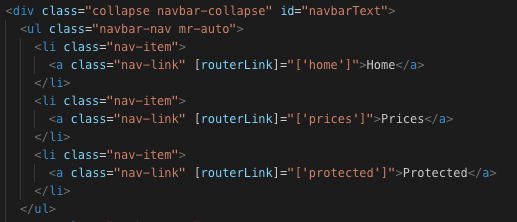 <div class="collapse navbar-collapse" id="navbarText">
<ul class="navbar-nav mr-auto">
<li class="nav-item">
<a class="nav-link" [routerLink]="['home']">Home</a>
</li>
<li class="nav-item">
<a class="nav-link" [routerLink]="['prices']">Prices</a>
</li>
<li class="nav-item">
<a class="nav-link" [routerLink]="['protected']">Protected</a>
</li>
</ul>